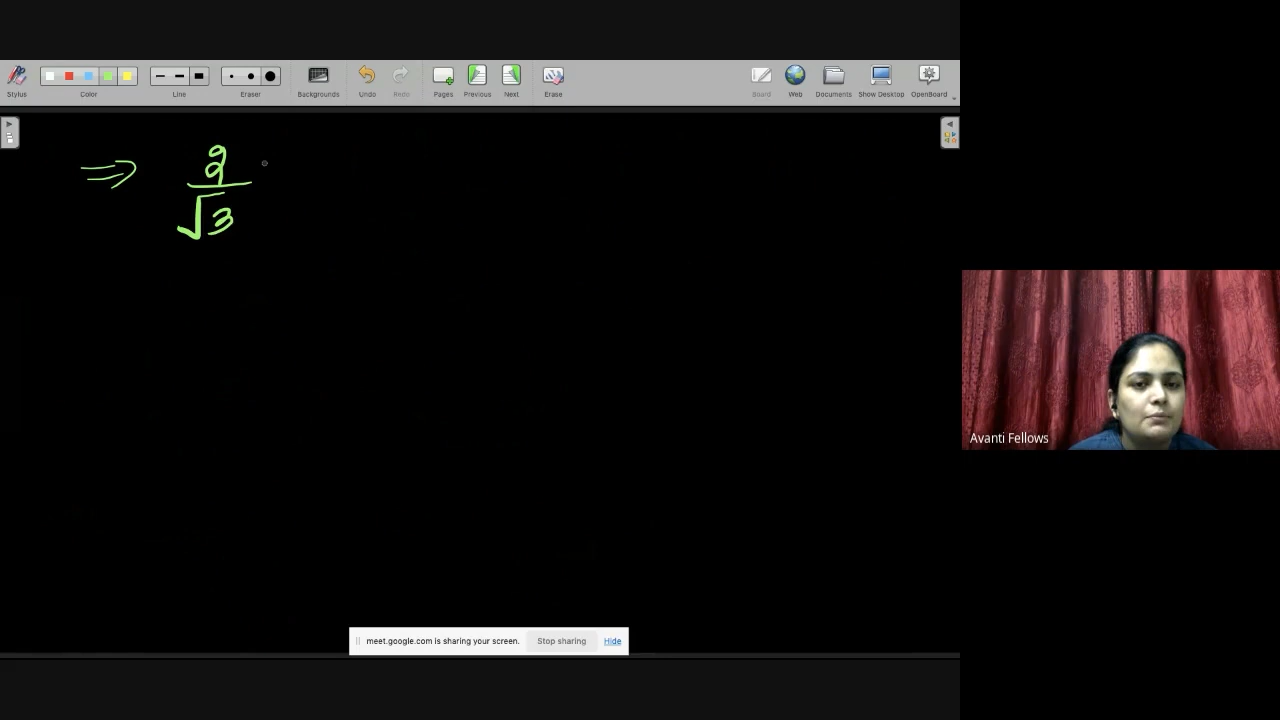 Stylus Color Line Eraser Backgrounds Undo Redo Pages Previous Next Erase Board Web Documents Show Desktop OpenBoard
⇒ 2/√3
Avanti Fellows
meet.google.com is sharing your screen. Stop sharing Hide